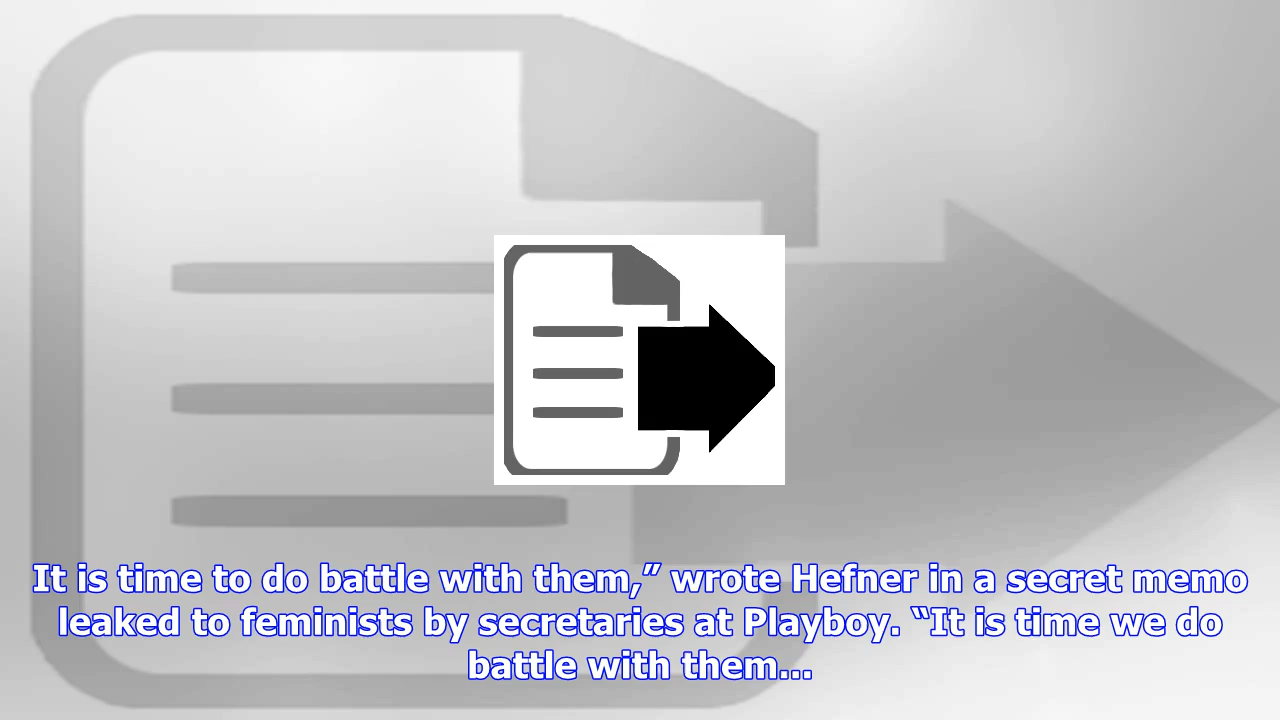 It is time to do battle with them,” wrote Hefner in a secret memo
leaked to feminists by secretaries at Playboy. “It is time we do
battle with them...